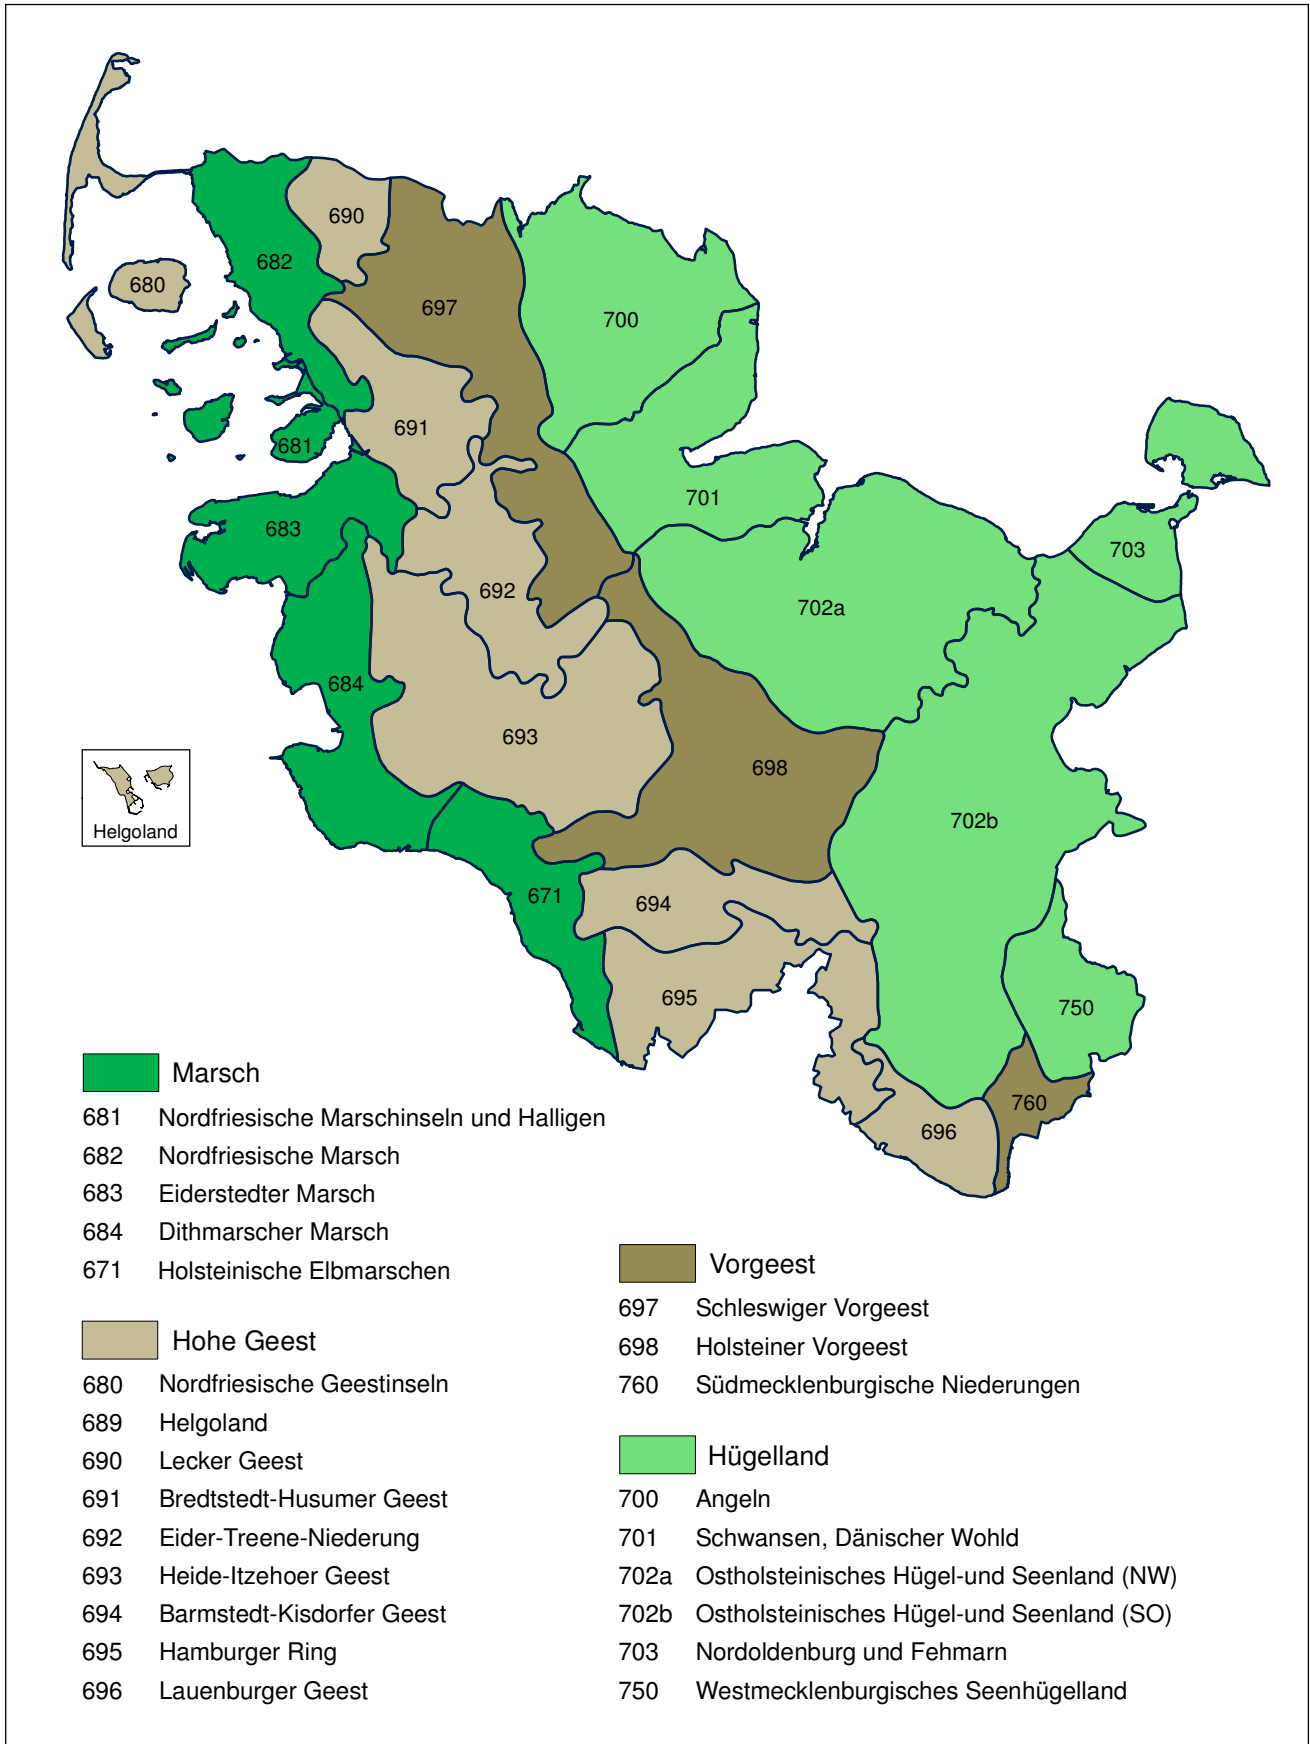 690
682
680
697
700
691
681
701
683
703
692
702a
684
693
698
702b
Helgoland
671
694
695
750
760
696
Marsch
681 Nordfriesische Marschinseln und Halligen
682 Nordfriesische Marsch
683 Eiderstedter Marsch
684 Dithmarscher Marsch
671 Holsteinische Elbmarschen
Hohe Geest
680 Nordfriesische Geestinseln
689 Helgoland
690 Lecker Geest
691 Bredtstedt-Husumer Geest
692 Eider-Treene-Niederung
693 Heide-Itzehoer Geest
694 Barmstedt-Kisdorfer Geest
695 Hamburger Ring
696 Lauenburger Geest
Vorgeest
697 Schleswiger Vorgeest
698 Holsteiner Vorgeest
760 Südmecklenburgische Niederungen
Hügelland
700 Angeln
701 Schwansen, Dänischer Wohld
702a Ostholsteinisches Hügel-und Seenland (NW)
702b Ostholsteinisches Hügel-und Seenland (SO)
703 Nordoldenburg und Fehmarn
750 Westmecklenburgisches Seenhügelland